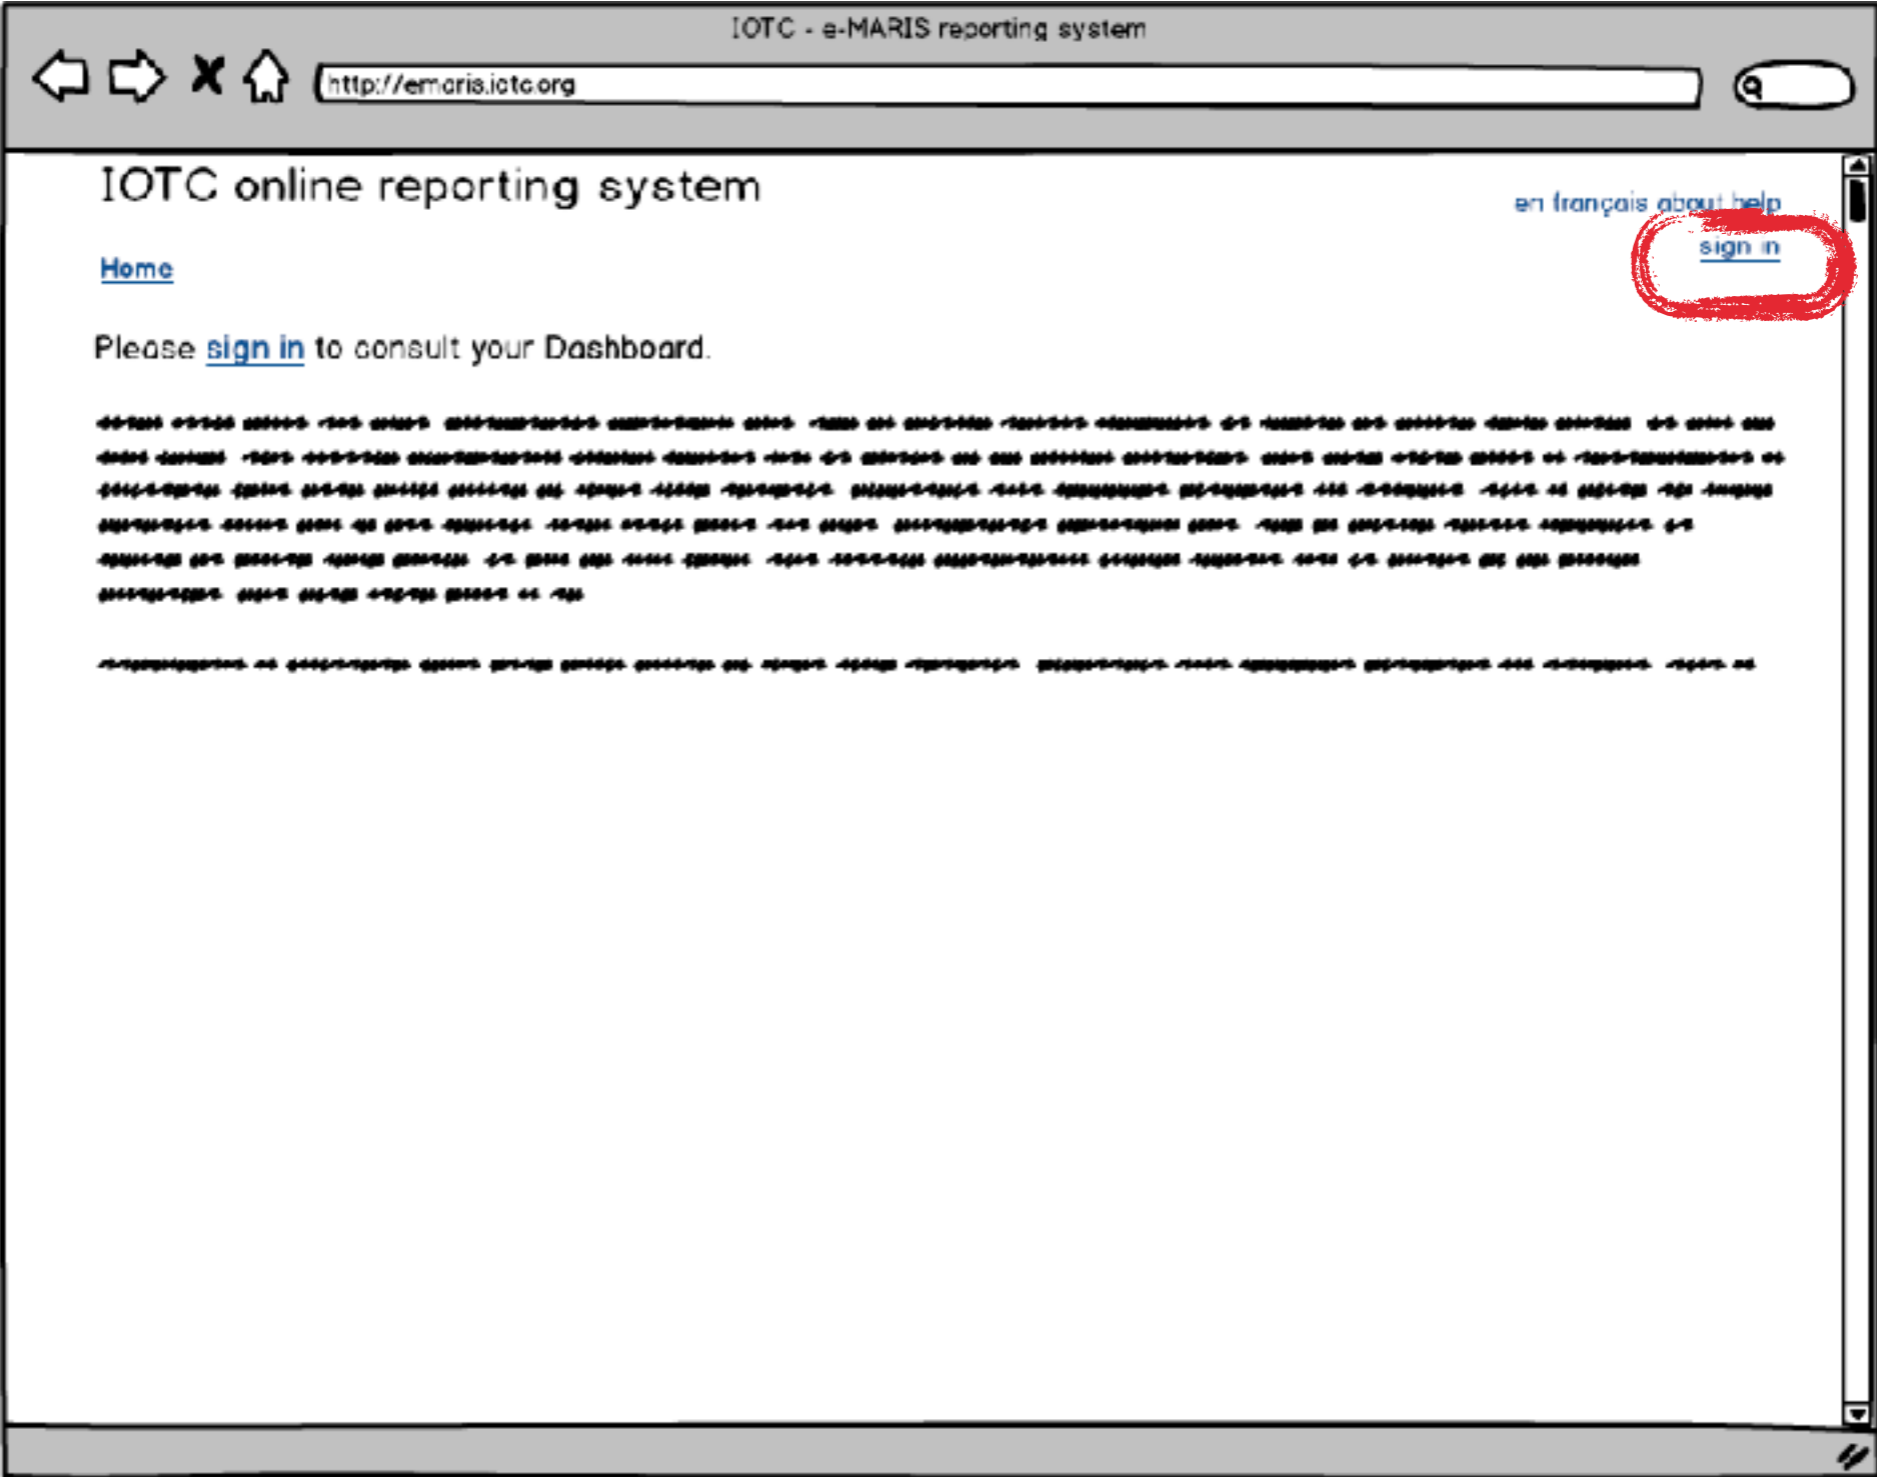 IOTC - e-MARIS reporting system
http://emaris.iotc.org
IOTC online reporting system
en français about help
sign in
Home
Please sign in to consult your Dashboard.